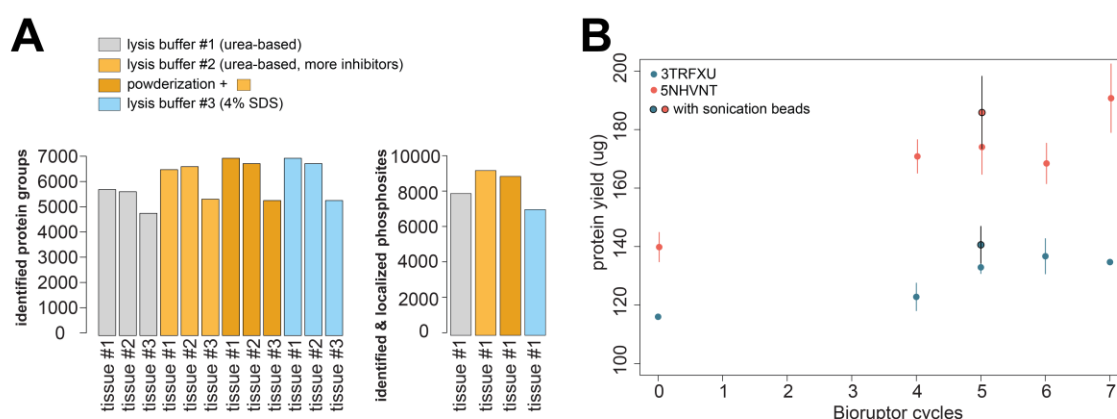 A
lysis buffer #1 (urea-based)
lysis buffer #2 (urea-based, more inhibitors)
powderization +
lysis buffer #3 (4% SDS)
identified protein groups
7000
6000
5000
4000
3000
2000
1000
0
tissue #1
tissue #2
tissue #3
tissue #1
tissue #2
tissue #3
tissue #1
tissue #2
tissue #3
tissue #1
tissue #2
tissue #3
identified & localized phosphosites
10000
8000
6000
4000
2000
0
tissue #1
tissue #1
tissue #1
tissue #1
B
3TRFXU
5NHVNT
with sonication beads
protein yield (ug)
200
180
160
140
120
100
0
1
2
3
4
5
6
7
Bioruptor cycles